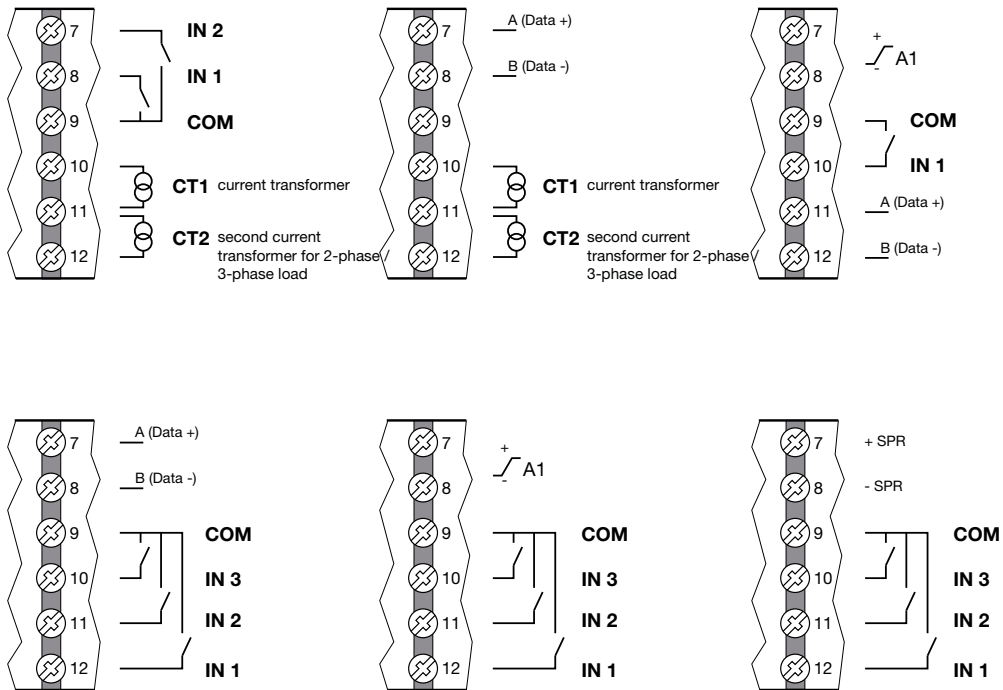 7 IN 2
8 IN 1
9 COM
10
CT1 current transformer
11
CT2 second current
12 transformer for 2-phase /
3-phase load
7 A (Data +)
8 B (Data -)
9
10
CT1 current transformer
11
CT2 second current
12 transformer for 2-phase /
3-phase load
7 +
A1
8 -
9 COM
10 IN 1
11 A (Data +)
12 B (Data -)
7 A (Data +)
8 B (Data -)
9 COM
10 IN 3
11 IN 2
12 IN 1
7 +
A1
8 -
9 COM
10 IN 3
11 IN 2
12 IN 1
7 + SPR
8 - SPR
9 COM
10 IN 3
11 IN 2
12 IN 1